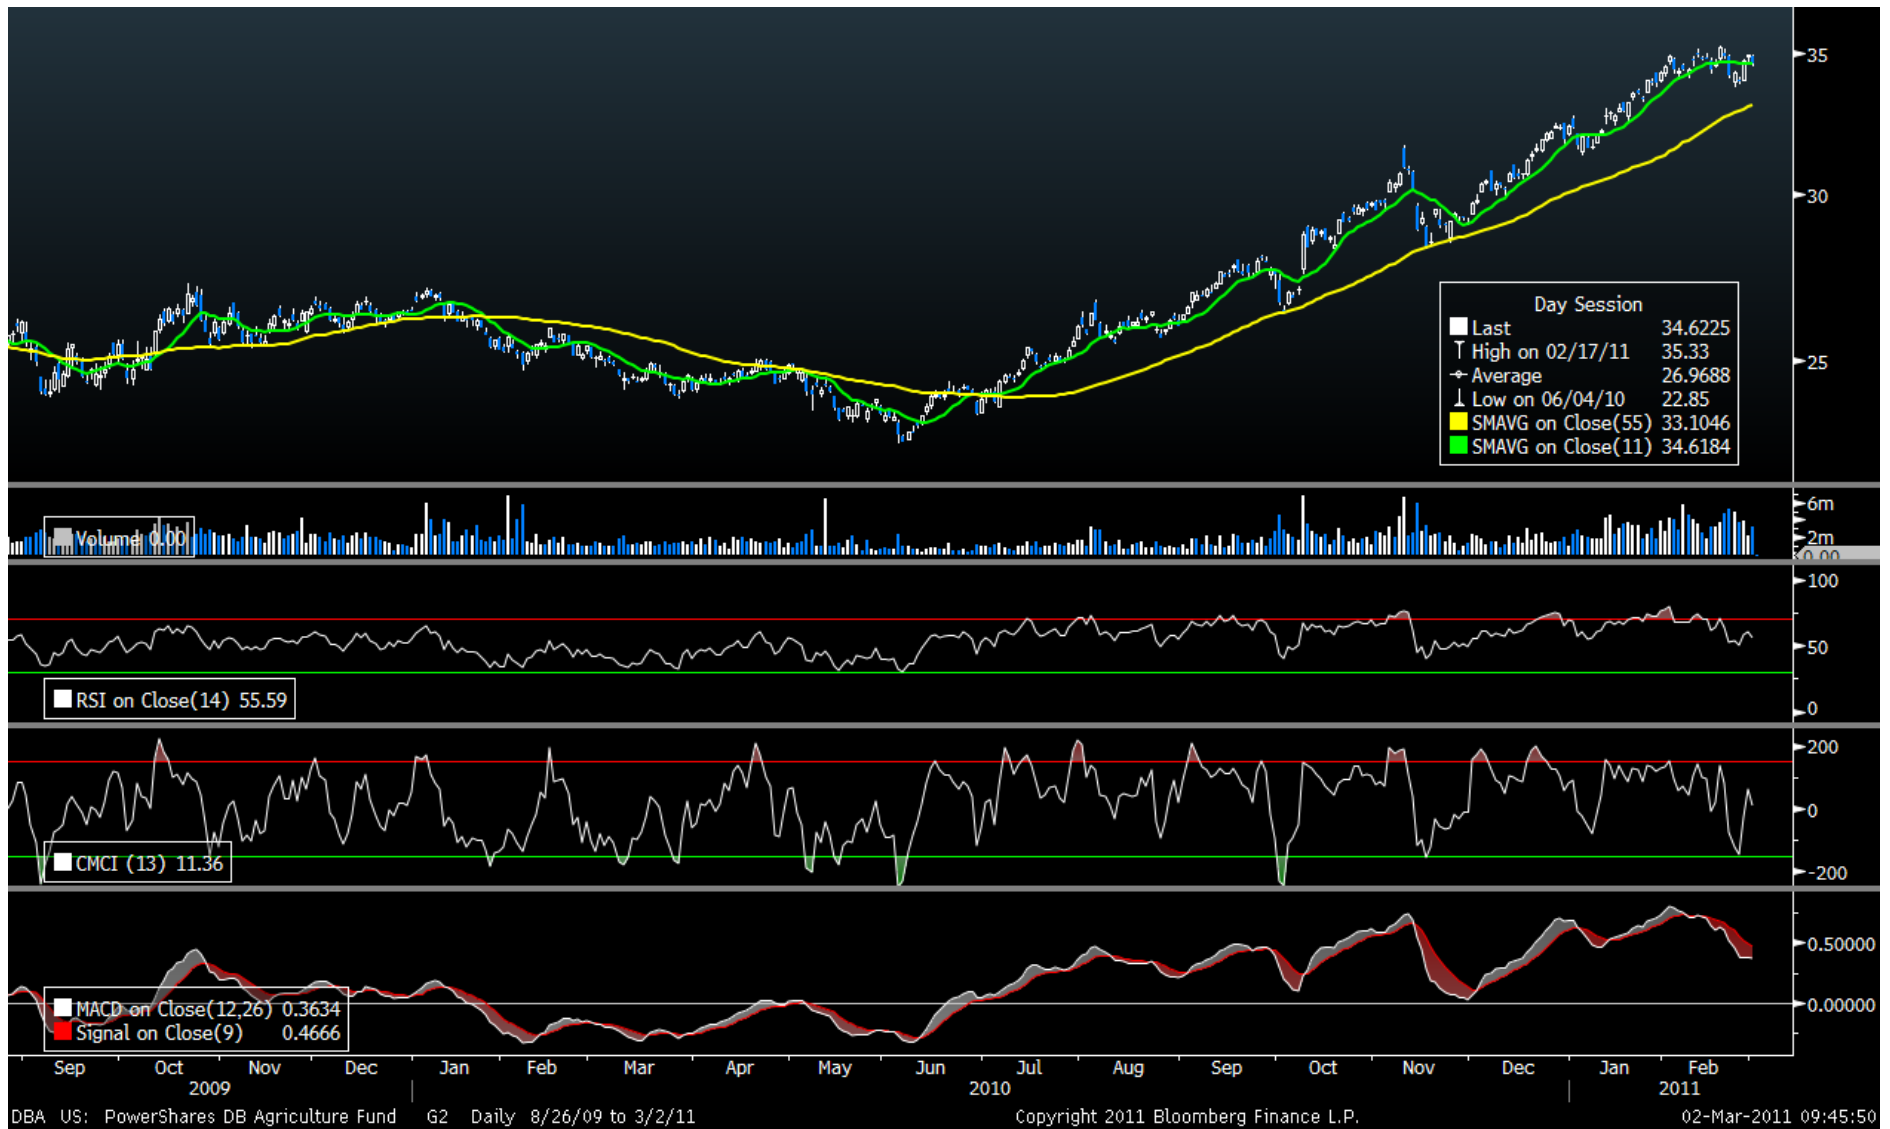 35
30
25
Day Session
Last 34.6225
High on 02/17/11 35.33
Average 26.9688
Low on 06/04/10 22.85
SMAVG on Close(55) 33.1046
SMAVG on Close(11) 34.6184
6m
2m
0.00
Volume 0.00
100
50
0
RSI on Close(14) 55.59
200
0
-200
CMCI (13) 11.36
0.50000
0.00000
MACD on Close(12,26) 0.3634
Signal on Close(9) 0.4666
Sep Oct Nov Dec Jan Feb Mar Apr May Jun Jul Aug Sep Oct Nov Dec Jan Feb
2009 2010 2011
DBA US: PowerShares DB Agriculture Fund G2 Daily 8/26/09 to 3/2/11 Copyright 2011 Bloomberg Finance L.P. 02-Mar-2011 09:45:50